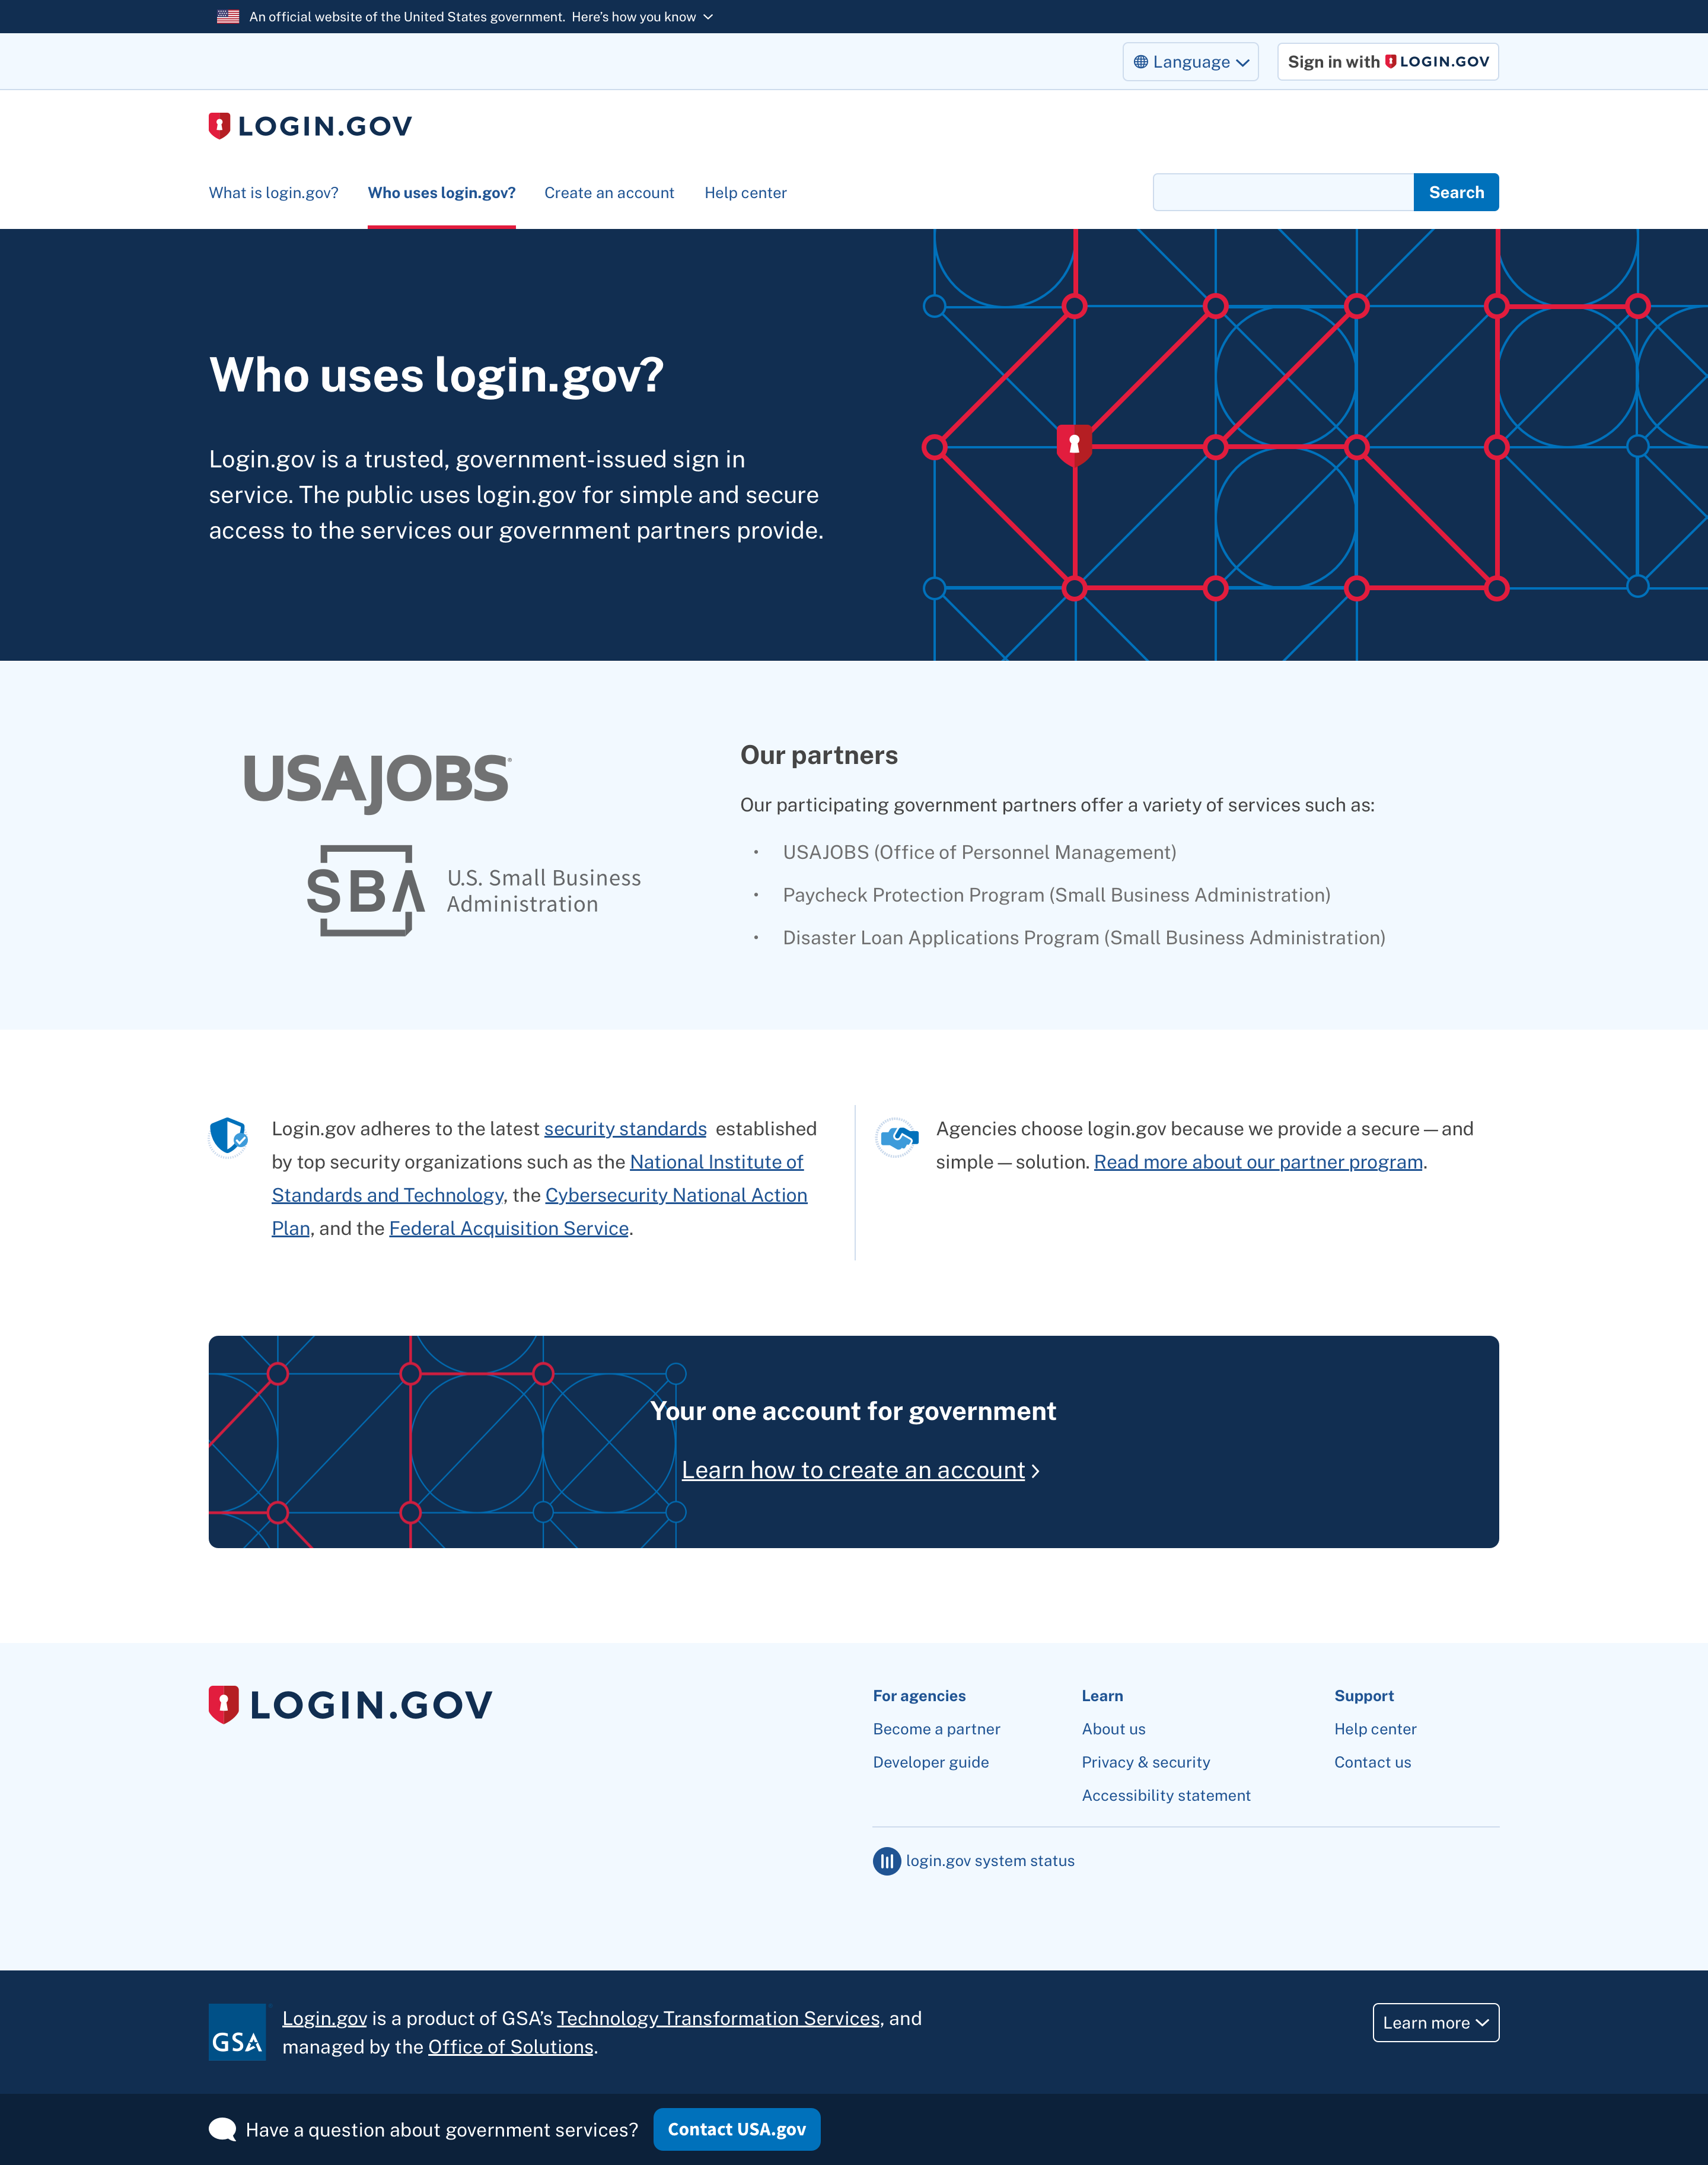 An official website of the United States government. Here's how you know
Language
Sign in with LOGIN.GOV
LOGIN.GOV
What is login.gov?
Who uses login.gov?
Create an account
Help center
Search
Who uses login.gov?
Login.gov is a trusted, government-issued sign in
service. The public uses login.gov for simple and secure
access to the services our government partners provide.
USAJOBS
SBA
U.S. Small Business
Administration
Our partners
Our participating government partners offer a variety of services such as:
• USAJOBS (Office of Personnel Management)
• Paycheck Protection Program (Small Business Administration)
• Disaster Loan Applications Program (Small Business Administration)
Login.gov adheres to the latest security standards established
by top security organizations such as the National Institute of
Standards and Technology, the Cybersecurity National Action
Plan, and the Federal Acquisition Service.
Agencies choose login.gov because we provide a secure — and
simple — solution. Read more about our partner program.
Your one account for government
Learn how to create an account
LOGIN.GOV
For agencies
Become a partner
Developer guide
Learn
About us
Privacy & security
Accessibility statement
Support
Help center
Contact us
login.gov system status
GSA
Login.gov is a product of GSA’s Technology Transformation Services, and
managed by the Office of Solutions.
Learn more
Have a question about government services?
Contact USA.gov